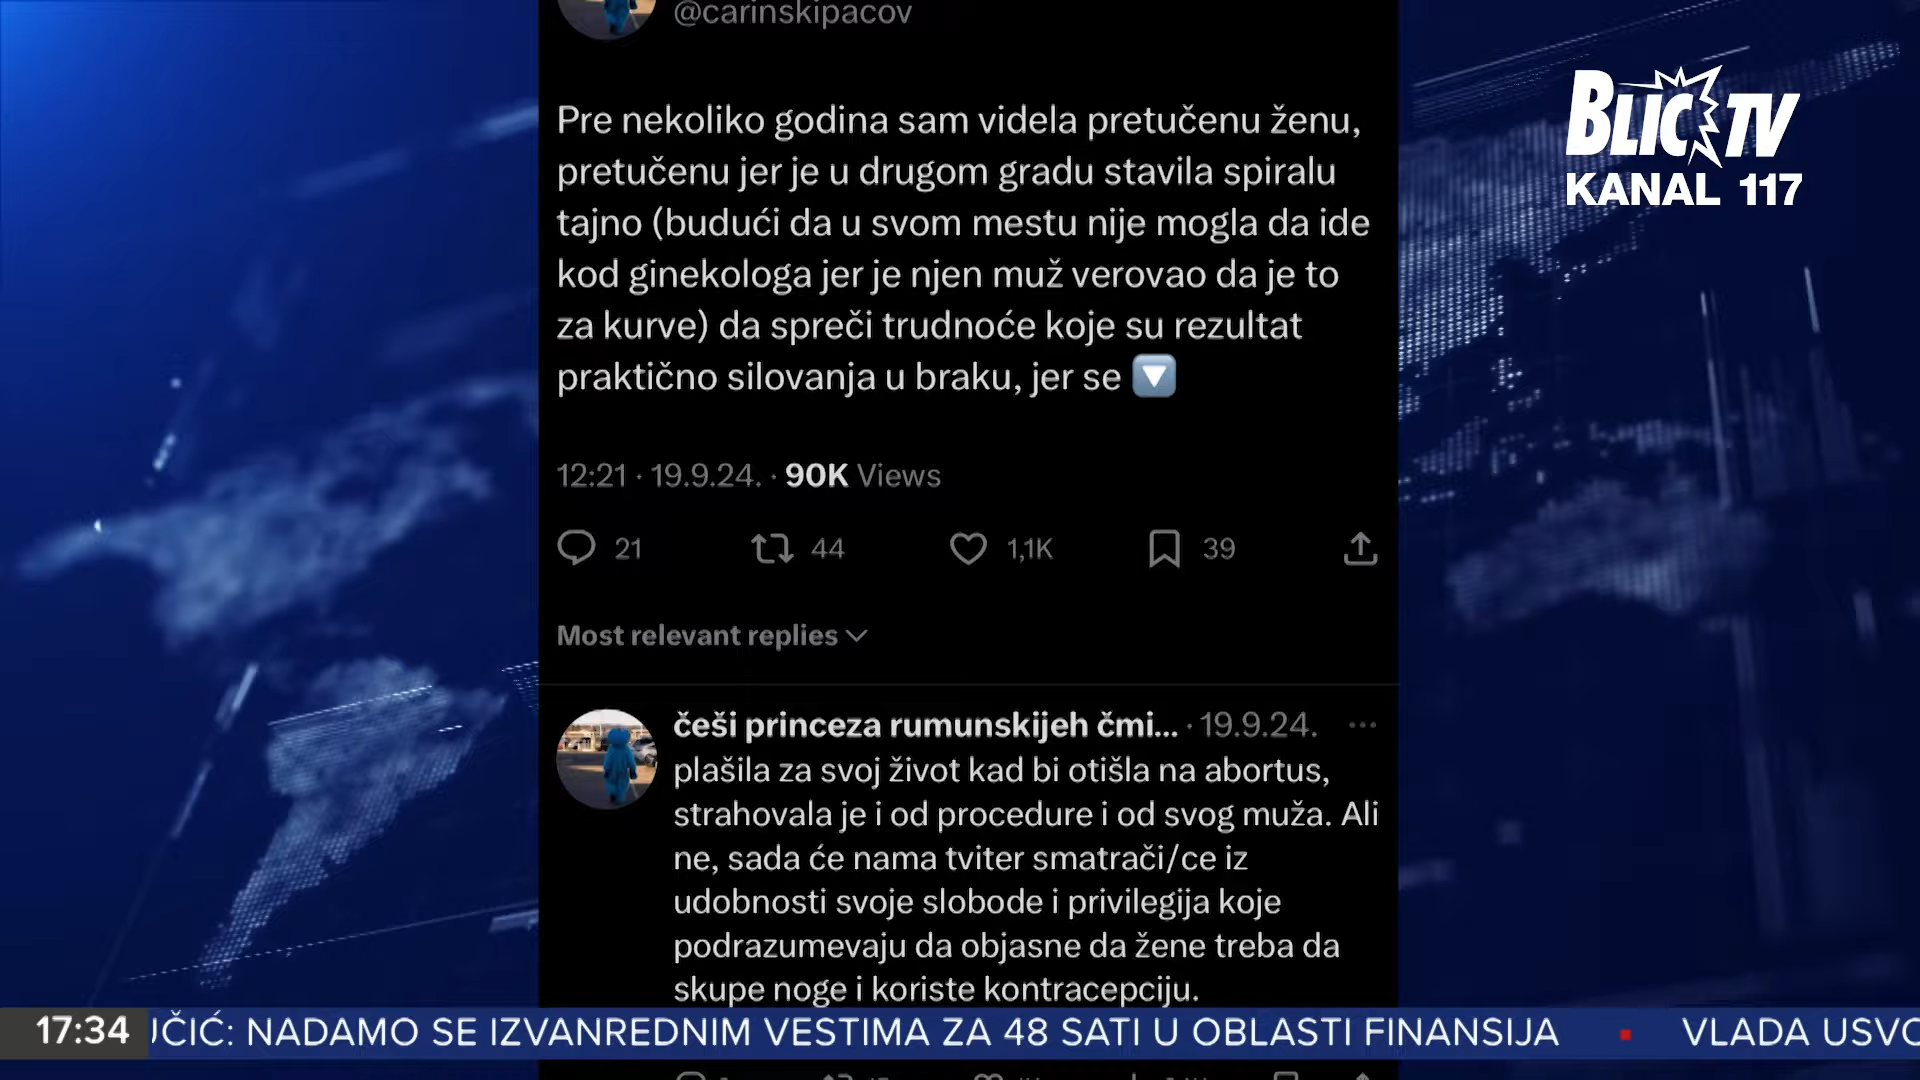 @carinskipacov
BLIC TV
KANAL 117
Pre nekoliko godina sam videla pretučenu ženu,
pretučenu jer je u drugom gradu stavila spiralu
tajno (budući da u svom mestu nije mogla da ide
kod ginekologa jer je njen muž verovao da je to
za kurve) da spreči trudnoće koje su rezultat
praktično silovanja u braku, jer se
12:21 · 19.9.24. · 90K Views
21 44 1,1K 39
Most relevant replies
češi princeza rumunskijeh čmi... · 19.9.24.
plašila za svoj život kad bi otišla na abortus,
strahovala je i od procedure i od svog muža. Ali
ne, sada će nama tviter smatrači/ce iz
udobnosti svoje slobode i privilegija koje
podrazumevaju da objasne da žene treba da
skupe noge i koriste kontracepciju.
17:34 UČIĆ: NADAMO SE IZVANREDNIM VESTIMA ZA 48 SATI U OBLASTI FINANSIJA ▪ VLADA USVO